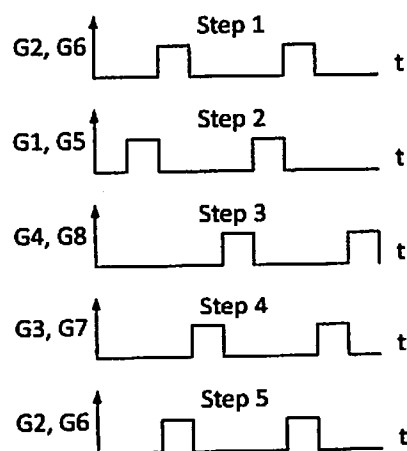 Step 1
G2, G6
t
Step 2
G1, G5
t
Step 3
G4, G8
t
Step 4
G3, G7
t
Step 5
G2, G6
t